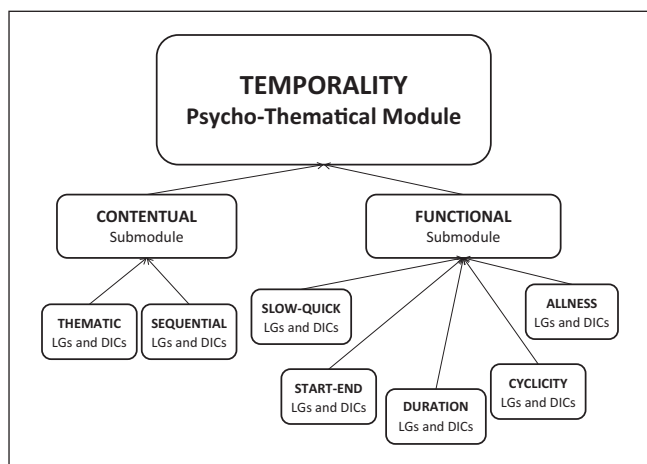 TEMPORALITY
Psycho-Thematical Module
CONTENTUAL
Submodule
FUNCTIONAL
Submodule
THEMATIC
LGs and DICs
SEQUENTIAL
LGs and DICs
SLOW-QUICK
LGs and DICs
START-END
LGs and DICs
DURATION
LGs and DICs
CYCLICITY
LGs and DICs
ALLNESS
LGs and DICs